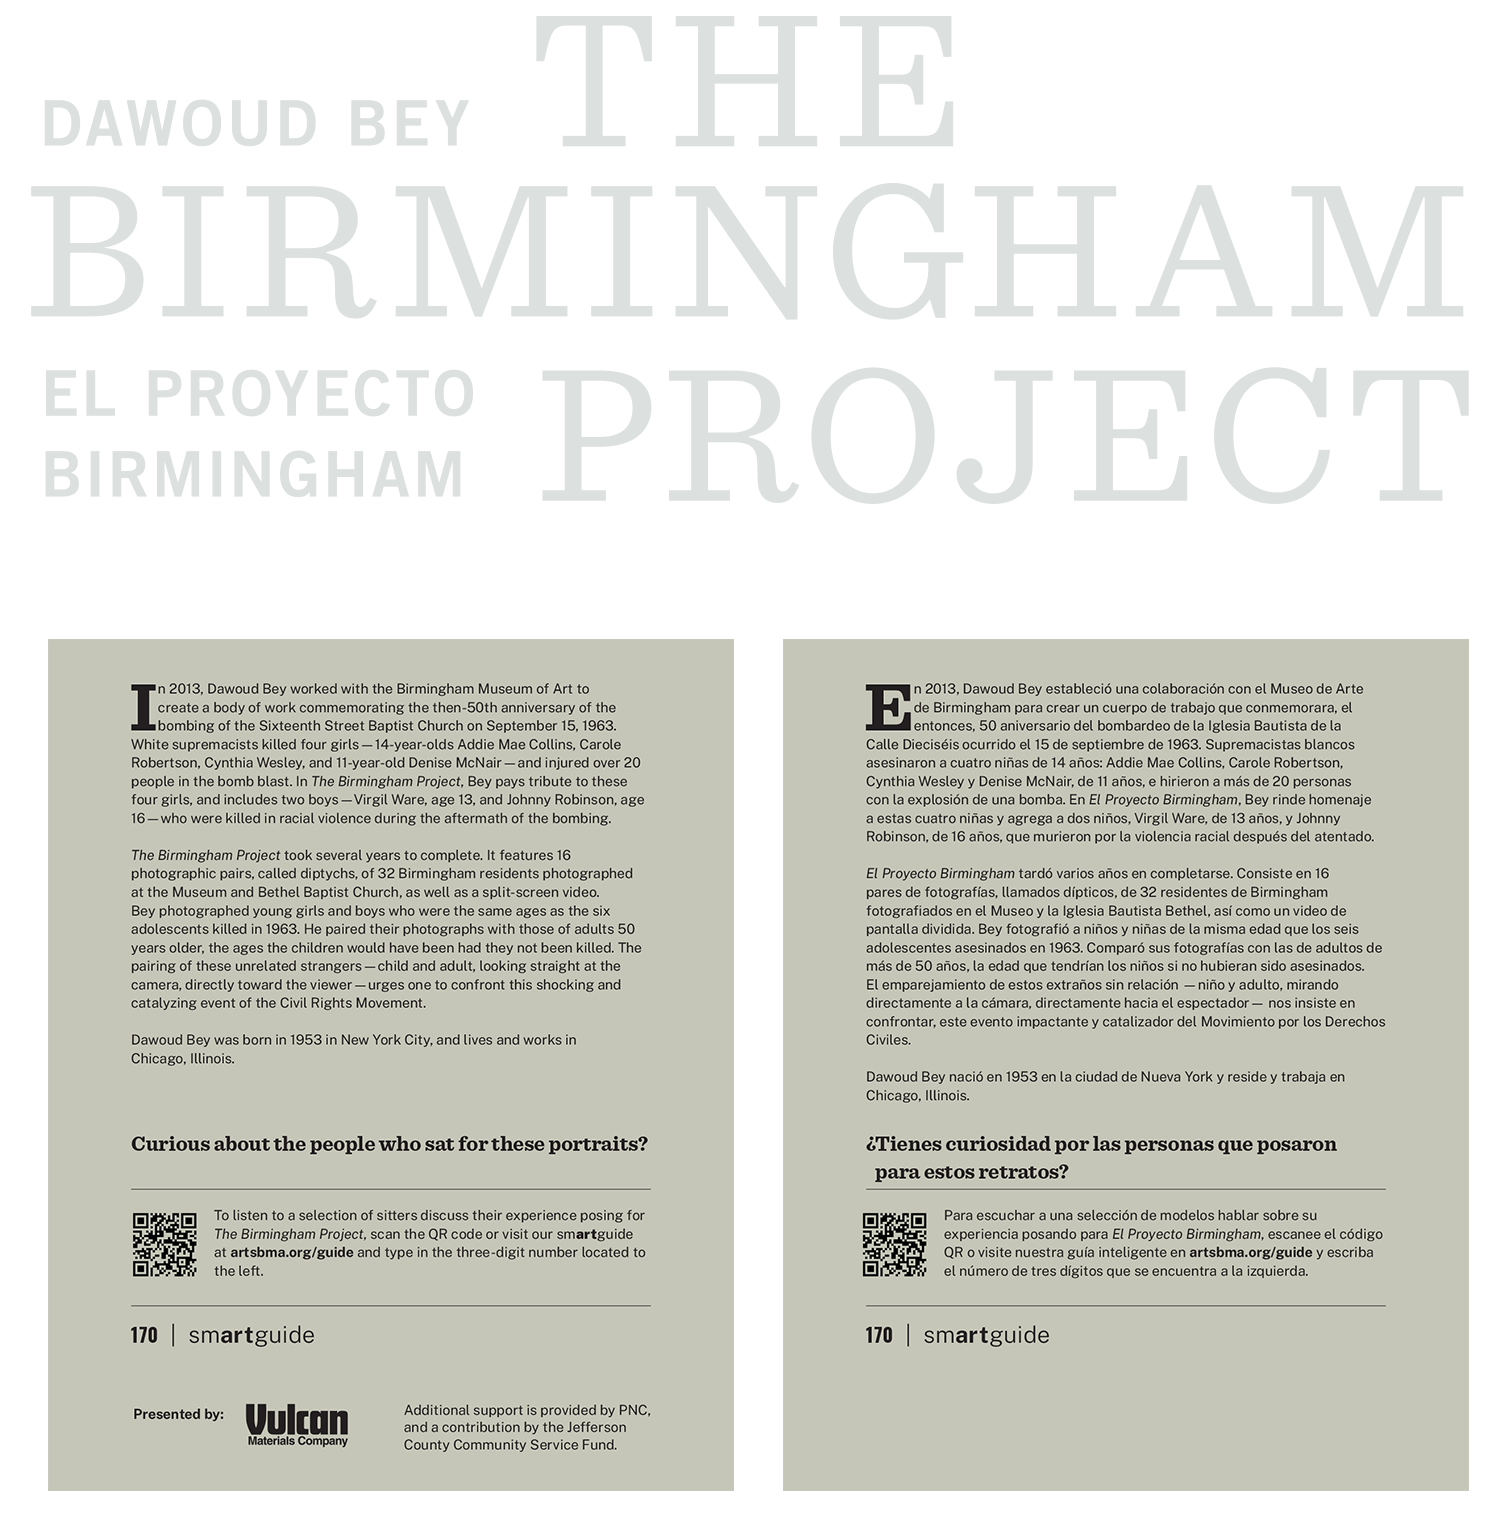 DAWOUD BEY
THE
BIRMINGHAM
EL PROYECTO
BIRMINGHAM
PROJECT
In 2013, Dawoud Bey worked with the Birmingham Museum of Art to
create a body of work commemorating the then-50th anniversary of the
bombing of the Sixteenth Street Baptist Church on September 15, 1963.
White supremacists killed four girls—14-year-olds Addie Mae Collins, Carole
Robertson, Cynthia Wesley, and 11-year-old Denise McNair—and injured over 20
people in the bomb blast. In The Birmingham Project, Bey pays tribute to these
four girls, and includes two boys—Virgil Ware, age 13, and Johnny Robinson, age
16—who were killed in racial violence during the aftermath of the bombing.
The Birmingham Project took several years to complete. It features 16
photographic pairs, called diptychs, of 32 Birmingham residents photographed
at the Museum and Bethel Baptist Church, as well as a split-screen video.
Bey photographed young girls and boys who were the same ages as the six
adolescents killed in 1963. He paired their photographs with those of adults 50
years older, the ages the children would have been had they not been killed. The
pairing of these unrelated strangers—child and adult, looking straight at the
camera, directly toward the viewer—urges one to confront this shocking and
catalyzing event of the Civil Rights Movement.
Dawoud Bey was born in 1953 in New York City, and lives and works in
Chicago, Illinois.
Curious about the people who sat for these portraits?
To listen to a selection of sitters discuss their experience posing for
The Birmingham Project, scan the QR code or visit our smartguide
at artsbma.org/guide and type in the three-digit number located to
the left.
170 | smartguide
Presented by:
Vulcan
Materials Company
Additional support is provided by PNC,
and a contribution by the Jefferson
County Community Service Fund.
En 2013, Dawoud Bey estableció una colaboración con el Museo de Arte
de Birmingham para crear un cuerpo de trabajo que conmemorara, el
entonces, 50 aniversario del bombardeo de la Iglesia Bautista de la
Calle Dieciséis ocurrido el 15 de septiembre de 1963. Supremacistas blancos
asesinaron a cuatro niñas de 14 años: Addie Mae Collins, Carole Robertson,
Cynthia Wesley y Denise McNair, de 11 años, e hirieron a más de 20 personas
con la explosión de una bomba. En El Proyecto Birmingham, Bey rinde homenaje
a estas cuatro niñas y agrega a dos niños, Virgil Ware, de 13 años, y Johnny
Robinson, de 16 años, que murieron por la violencia racial después del atentado.
El Proyecto Birmingham tardó varios años en completarse. Consiste en 16
pares de fotografías, llamados dípticos, de 32 residentes de Birmingham
fotografiados en el Museo y la Iglesia Bautista Bethel, así como un video de
pantalla dividida. Bey fotografió a niños y niñas de la misma edad que los seis
adolescentes asesinados en 1963. Comparó sus fotografías con las de adultos de
más de 50 años, la edad que tendrían los niños si no hubieran sido asesinados.
El emparejamiento de estos extraños sin relación —niño y adulto, mirando
directamente a la cámara, directamente hacia el espectador— nos insiste en
confrontar, este evento impactante y catalizador del Movimiento por los Derechos
Civiles.
Dawoud Bey nació en 1953 en la ciudad de Nueva York y reside y trabaja en
Chicago, Illinois.
¿Tienes curiosidad por las personas que posaron
para estos retratos?
Para escuchar a una selección de modelos hablar sobre su
experiencia posando para El Proyecto Birmingham, escanee el código
QR o visite nuestra guía inteligente en artsbma.org/guide y escriba
el número de tres dígitos que se encuentra a la izquierda.
170 | smartguide